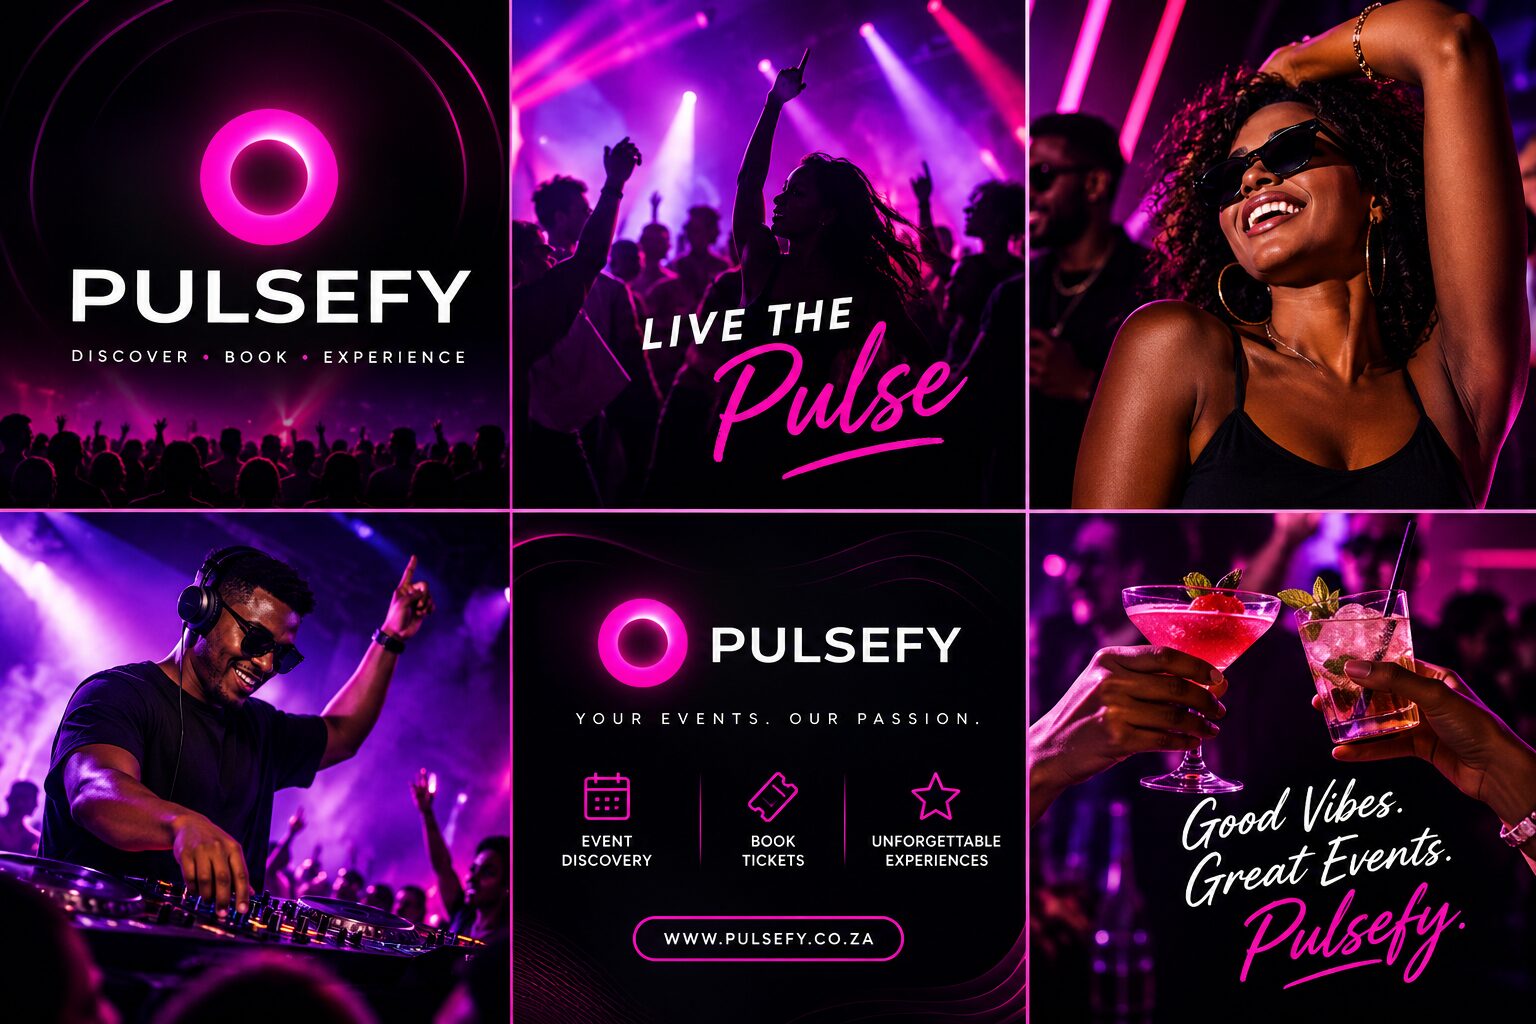 PULSEFY
DISCOVER • BOOK • EXPERIENCE
LIVE THE
Pulse
PULSEFY
YOUR EVENTS. OUR PASSION.
EVENT
DISCOVERY
BOOK
TICKETS
UNFORGETTABLE
EXPERIENCES
WWW.PULSEFY.CO.ZA
Good Vibes.
Great Events.
Pulsefy.